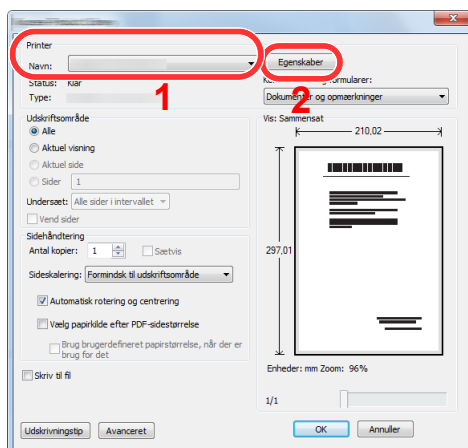 Printer
Navn:
Egenskaber
Status: Klar
1
2
Type:
Dokumenter og opmærkninger
Udskriftsområde
Alle
Aktuel visning
Aktuel side
Sider 1
Undersæt: Alle sider i intervallet
Vend sider
Sidehåndtering
Antal kopier: 1 Sætvis
Sideskalering: Formindsk til udskriftsområde
Automatisk rotering og centrering
Vælg papirkilde efter PDF-sidestørrelse
Brug brugerdefineret papirstørrelse, når der er
brug for det
Skriv til fil
Vis: Sammensat
210,02
297,01
Enheder: mm Zoom: 96%
1/1
Udskrivningstip
Avanceret
OK
Annuller